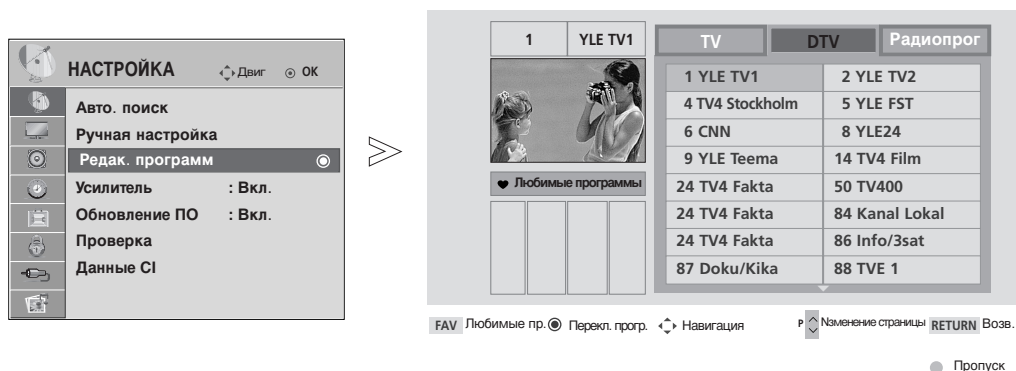 НАСТРОЙКА Двиг OK
Авто. поиск
Ручная настройка
Редак. программ
Усилитель : Вкл.
Обновление ПО : Вкл.
Проверка
Данные CI
1 YLE TV1
Любимые программы
TV DTV Радиопрог
1 YLE TV1 2 YLE TV2
4 TV4 Stockholm 5 YLE FST
6 CNN 8 YLE24
9 YLE Teema 14 TV4 Film
24 TV4 Fakta 50 TV400
24 TV4 Fakta 84 Kanal Lokal
24 TV4 Fakta 86 Info/3sat
87 Doku/Kika 88 TVE 1
FAV Любимые пр. Перекл. прогр. Навигация P Nзменение страницы RETURN Возв.
Пропуск